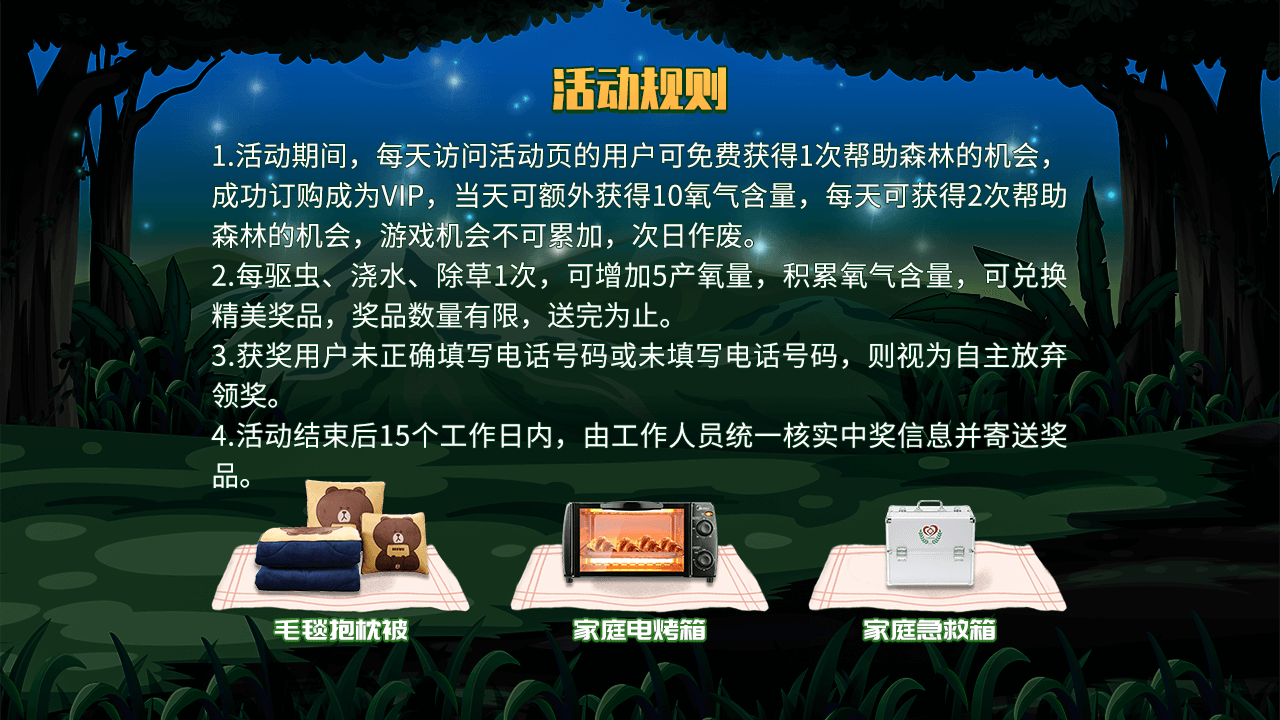 活动规则
1.活动期间，每天访问活动页的用户可免费获得1次帮助森林的机会，
成功订购成为VIP，当天可额外获得10氧气含量，每天可获得2次帮助
森林的机会，游戏机会不可累加，次日作废。
2.每驱虫、浇水、除草1次，可增加5产氧量，积累氧气含量，可兑换
精美奖品，奖品数量有限，送完为止。
3.获奖用户未正确填写电话号码或未填写电话号码，则视为自主放弃
领奖。
4.活动结束后15个工作日内，由工作人员统一核实中奖信息并寄送奖
品。
毛毯抱枕被
家庭电烤箱
家庭急救箱